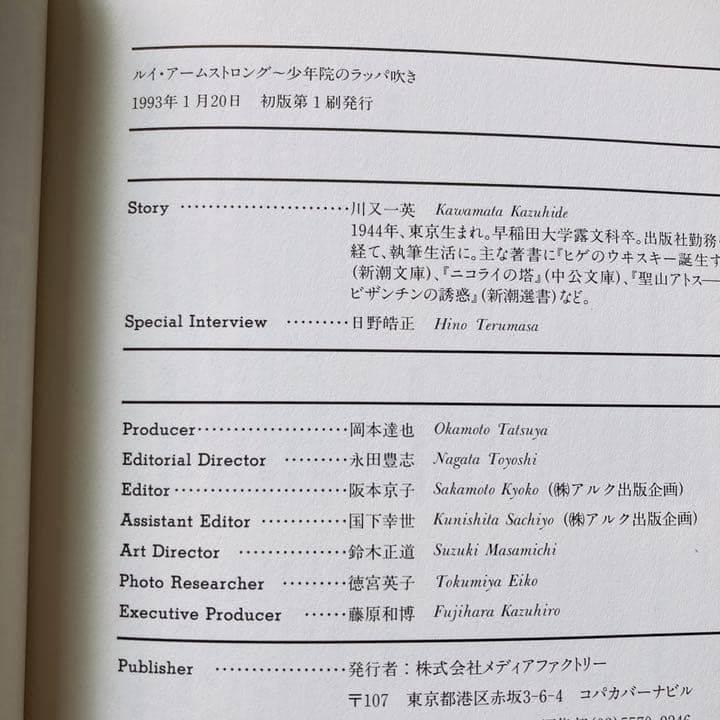 ルイ・アームストロング〜少年院のラッパ吹き
1993年1月20日　初版第1刷発行
Story ························川又一英　Kawamata Kazuhide
1944年、東京生まれ。早稲田大学露文科卒。出版社勤務
経て、執筆生活に。主な著書に『ヒゲのウヰスキー誕生す
(新潮文庫)、『ニコライの塔』(中公文庫)、『聖山アトス—
ビザンチンの誘惑』(新潮選書)など。
Special Interview ·········日野皓正　Hino Terumasa
Producer·····················岡本達也　Okamoto Tatsuya
Editorial Director ·········永田豊志　Nagata Toyoshi
Editor························阪本京子　Sakamoto Kyoko (㈱アルク出版企画)
Assistant Editor ············国下幸世　Kunishita Sachiyo (㈱アルク出版企画)
Art Director ···············鈴木正道　Suzuki Masamichi
Photo Researcher ·········徳宮英子　Tokumiya Eiko
Executive Producer ······藤原和博　Fujihara Kazuhiro
Publisher ··················発行者：株式会社メディアファクトリー
〒107　東京都港区赤坂3-6-4　コパカバーナビル